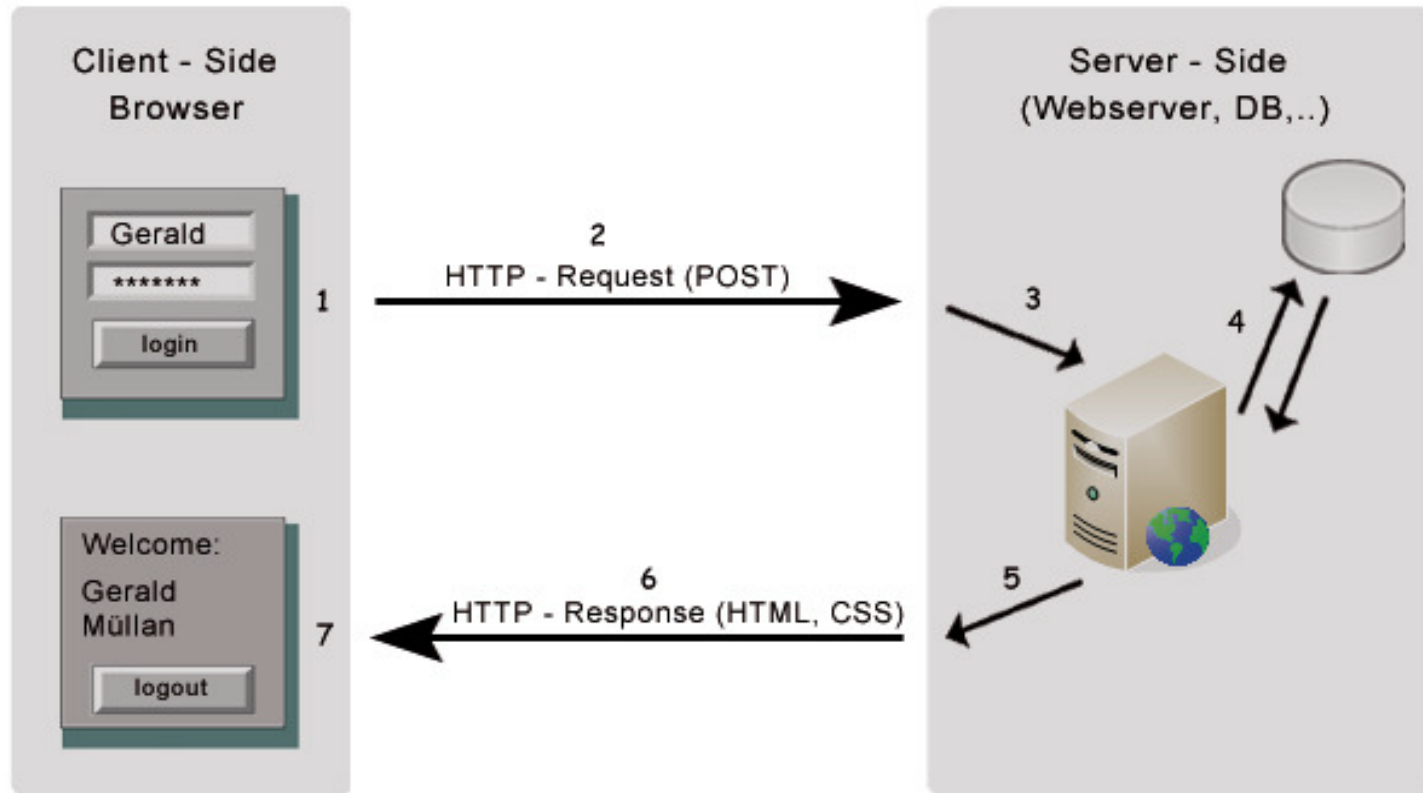 Client - Side
Browser
Gerald
*******
login
1
2
HTTP - Request (POST)
Server - Side
(Webserver, DB,..)
3
4
5
6
HTTP - Response (HTML, CSS)
Welcome:
Gerald
Müllan
logout
7